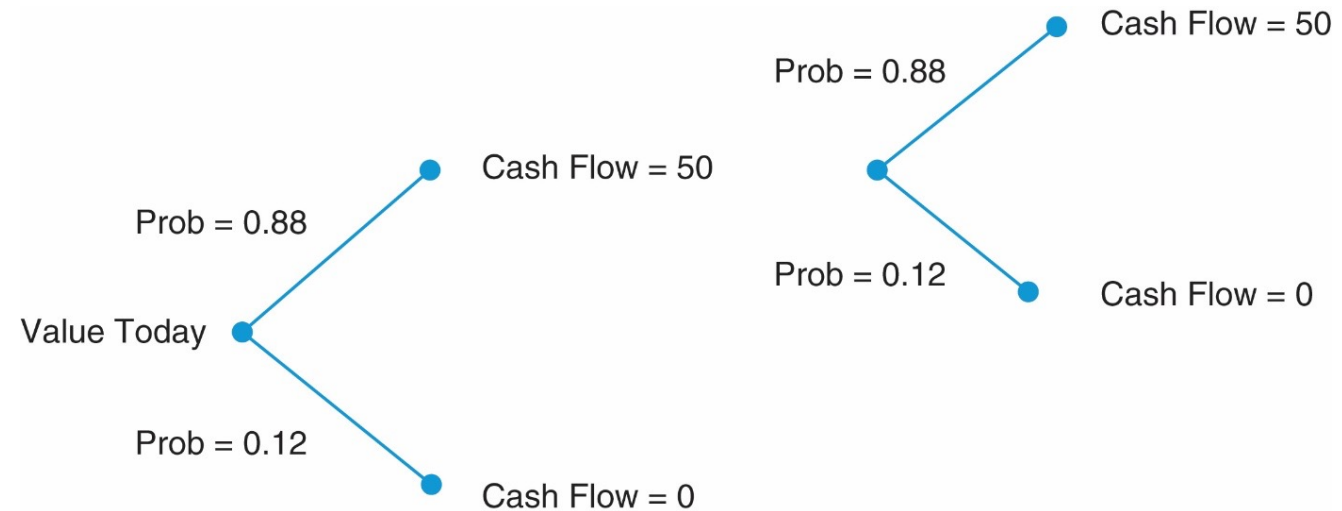 Cash Flow = 50
Prob = 0.88
Cash Flow = 50
Prob = 0.88
Prob = 0.12
Cash Flow = 0
Value Today
Prob = 0.12
Cash Flow = 0